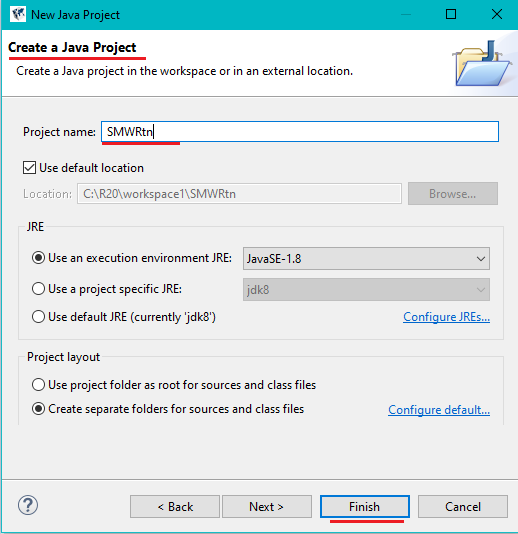 New Java Project
Create a Java Project
Create a Java project in the workspace or in an external location.
Project name: SMWRtn
Use default location
Location: C:\R20\workspace1\SMWRtn Browse...
JRE
Use an execution environment JRE: JavaSE-1.8
Use a project specific JRE: jdk8
Use default JRE (currently 'jdk8') Configure JREs...
Project layout
Use project folder as root for sources and class files
Create separate folders for sources and class files Configure default...
? < Back Next > Finish Cancel